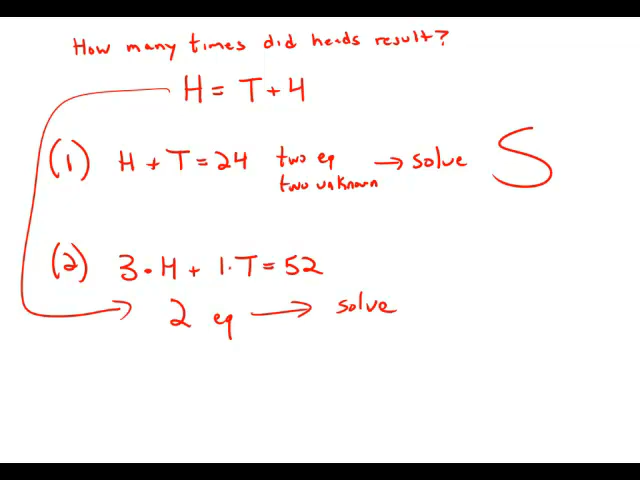 How many times did heads result?
H = T + 4
(1) H + T = 24 two eq → solve S
two unknown
(2) 3 • H + 1 • T = 52
2 eq → solve